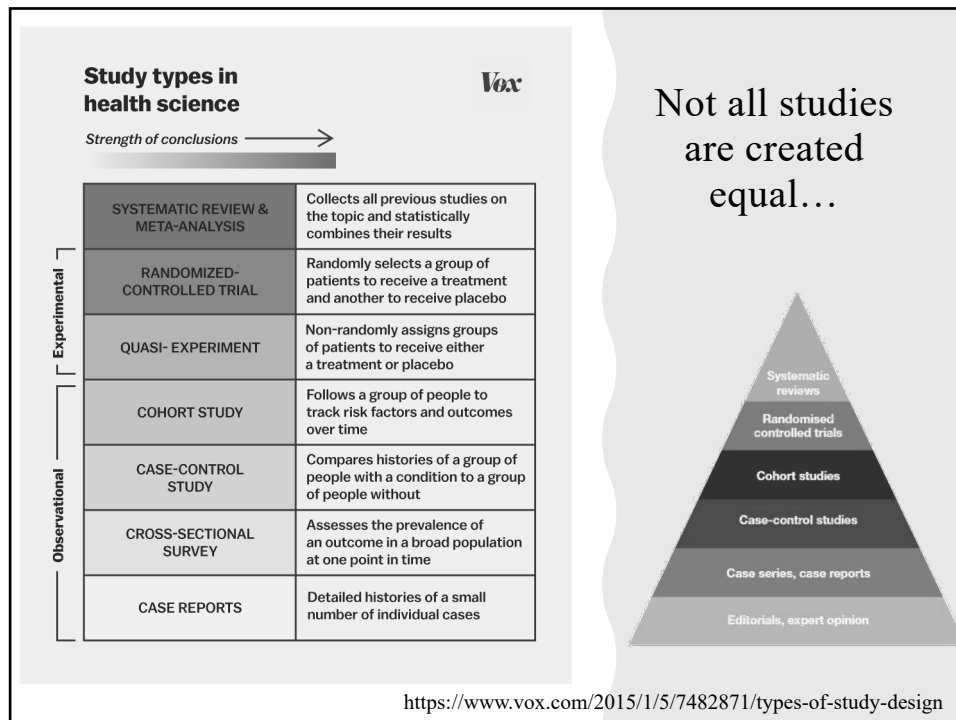 Study types in
health science
Vox
Strength of conclusions
Experimental
Observational
SYSTEMATIC REVIEW &
META-ANALYSIS
Collects all previous studies on
the topic and statistically
combines their results
RANDOMIZED-
CONTROLLED TRIAL
Randomly selects a group of
patients to receive a treatment
and another to receive placebo
QUASI- EXPERIMENT
Non-randomly assigns groups
of patients to receive either
a treatment or placebo
COHORT STUDY
Follows a group of people to
track risk factors and outcomes
over time
CASE-CONTROL
STUDY
Compares histories of a group of
people with a condition to a group
of people without
CROSS-SECTIONAL
SURVEY
Assesses the prevalence of
an outcome in a broad population
at one point in time
CASE REPORTS
Detailed histories of a small
number of individual cases
Not all studies
are created
equal…
Systematic
reviews
Randomised
controlled trials
Cohort studies
Case-control studies
Case series, case reports
Editorials, expert opinion
https://www.vox.com/2015/1/5/7482871/types-of-study-design